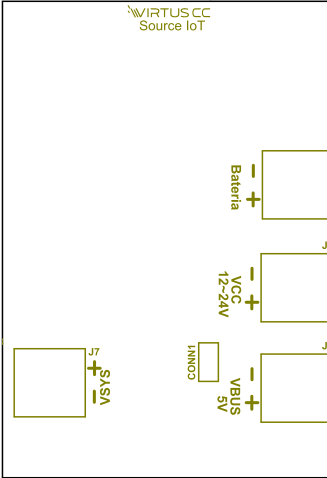 VIRTUS CC
Source IoT
Bateria
- +
J
VCC
12~24V
- +
J
J7
+ -
VSYS
CONN1
VBUS
5V
- +